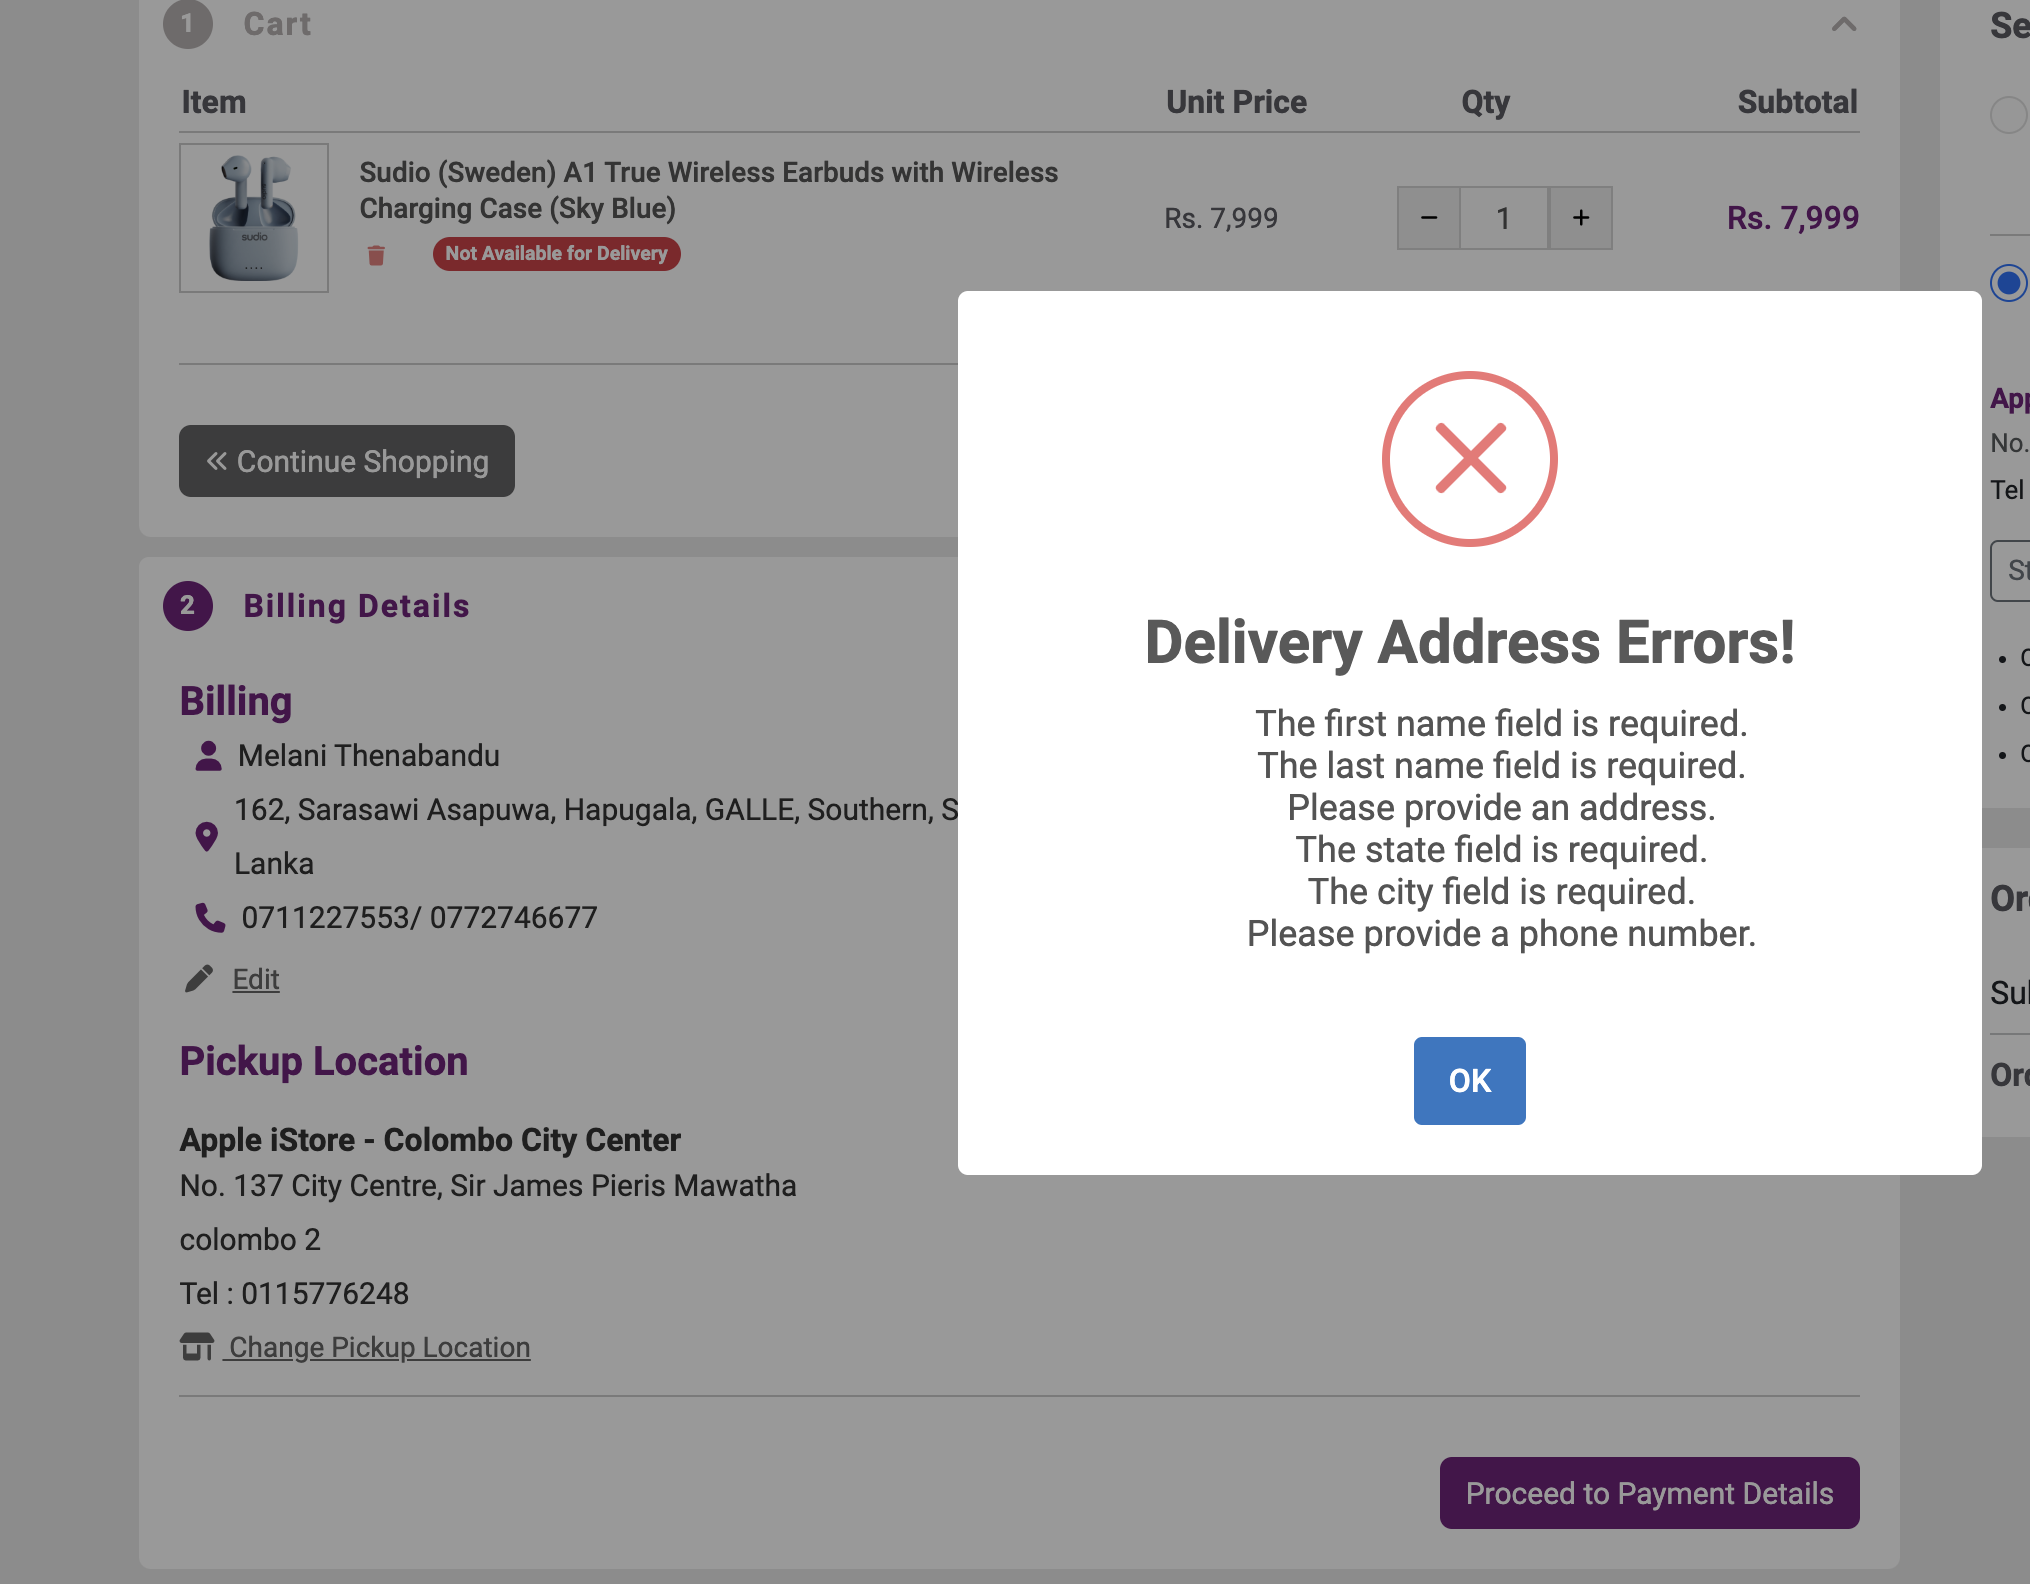 1 Cart
Item Unit Price Qty Subtotal
Sudio (Sweden) A1 True Wireless Earbuds with Wireless
Charging Case (Sky Blue)
Not Available for Delivery
Rs. 7,999 − 1 + Rs. 7,999
sudio
« Continue Shopping
2 Billing Details
Billing
Melani Thenabandu
162, Sarasawi Asapuwa, Hapugala, GALLE, Southern, S
Lanka
0711227553/ 0772746677
Edit
Pickup Location
Apple iStore - Colombo City Center
No. 137 City Centre, Sir James Pieris Mawatha
colombo 2
Tel : 0115776248
Change Pickup Location
Proceed to Payment Details
Delivery Address Errors!
The first name field is required.
The last name field is required.
Please provide an address.
The state field is required.
The city field is required.
Please provide a phone number.
OK
Se
App
No.
Tel
St
Or
Sul
Ord